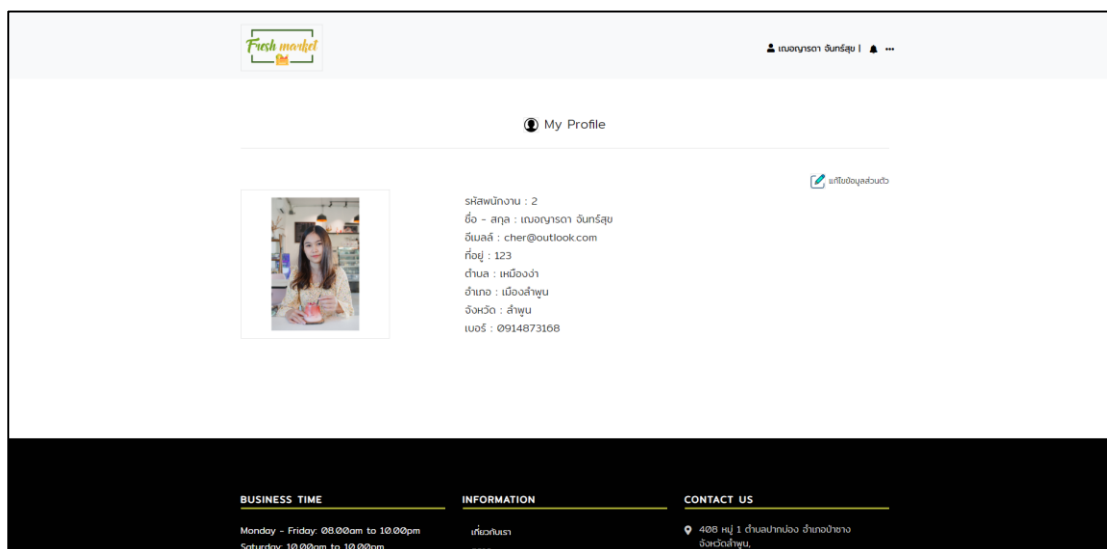 Fresh market
เฌอญารดา จันทร์สุข |
My Profile
แก้ไขข้อมูลส่วนตัว
รหัสพนักงาน : 2
ชื่อ - สกุล : เฌอญารดา จันทร์สุข
อีเมลล์ : cher@outlook.com
ที่อยู่ : 123
ตำบล : เหมืองง่า
อำเภอ : เมืองลำพูน
จังหวัด : ลำพูน
เบอร์ : 0914873168
BUSINESS TIME
Monday - Friday: 08.00am to 10.00pm
Saturday: 10.00am to 10.00pm
INFORMATION
เกี่ยวกับเรา
CONTACT US
408 หมู่ 1 ตำบลปากบ่อง อำเภอป่าซาง
จังหวัดลำพูน,